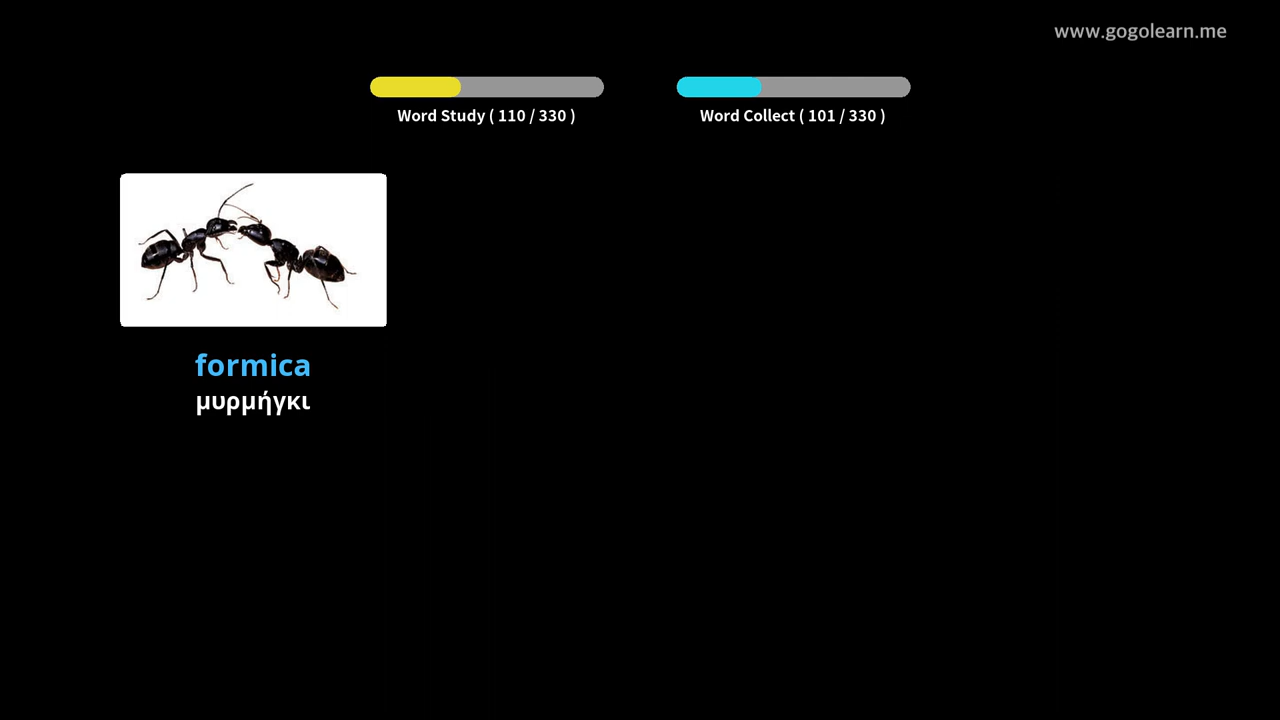 www.gogolearn.me
Word Study ( 110 / 330 )
Word Collect ( 101 / 330 )
formica
μυρμήγκι